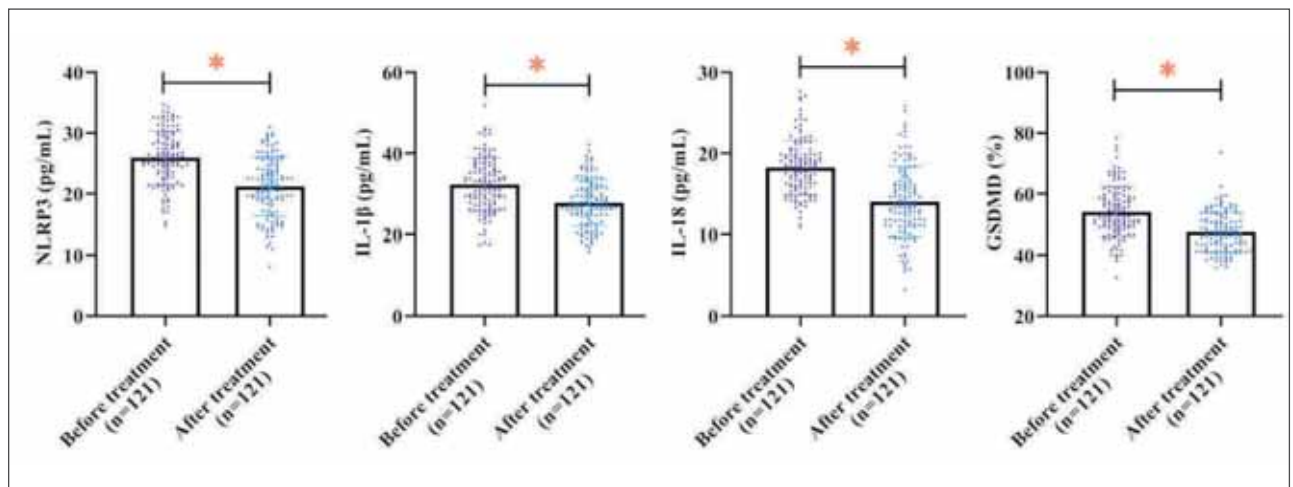 *
40
30
20
10
0
NLRP3 (pg/mL)
Before treatment
(n=121)
After treatment
(n=121)
*
60
40
20
0
IL-1β (pg/mL)
Before treatment
(n=121)
After treatment
(n=121)
*
30
20
10
0
IL-18 (pg/mL)
Before treatment
(n=121)
After treatment
(n=121)
*
100
80
60
40
20
GSDMD (%)
Before treatment
(n=121)
After treatment
(n=121)